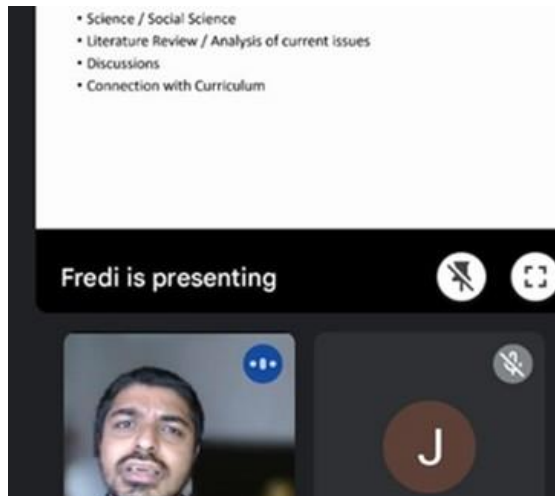 • Science / Social Science
• Literature Review / Analysis of current issues
• Discussions
• Connection with Curriculum
Fredi is presenting
J